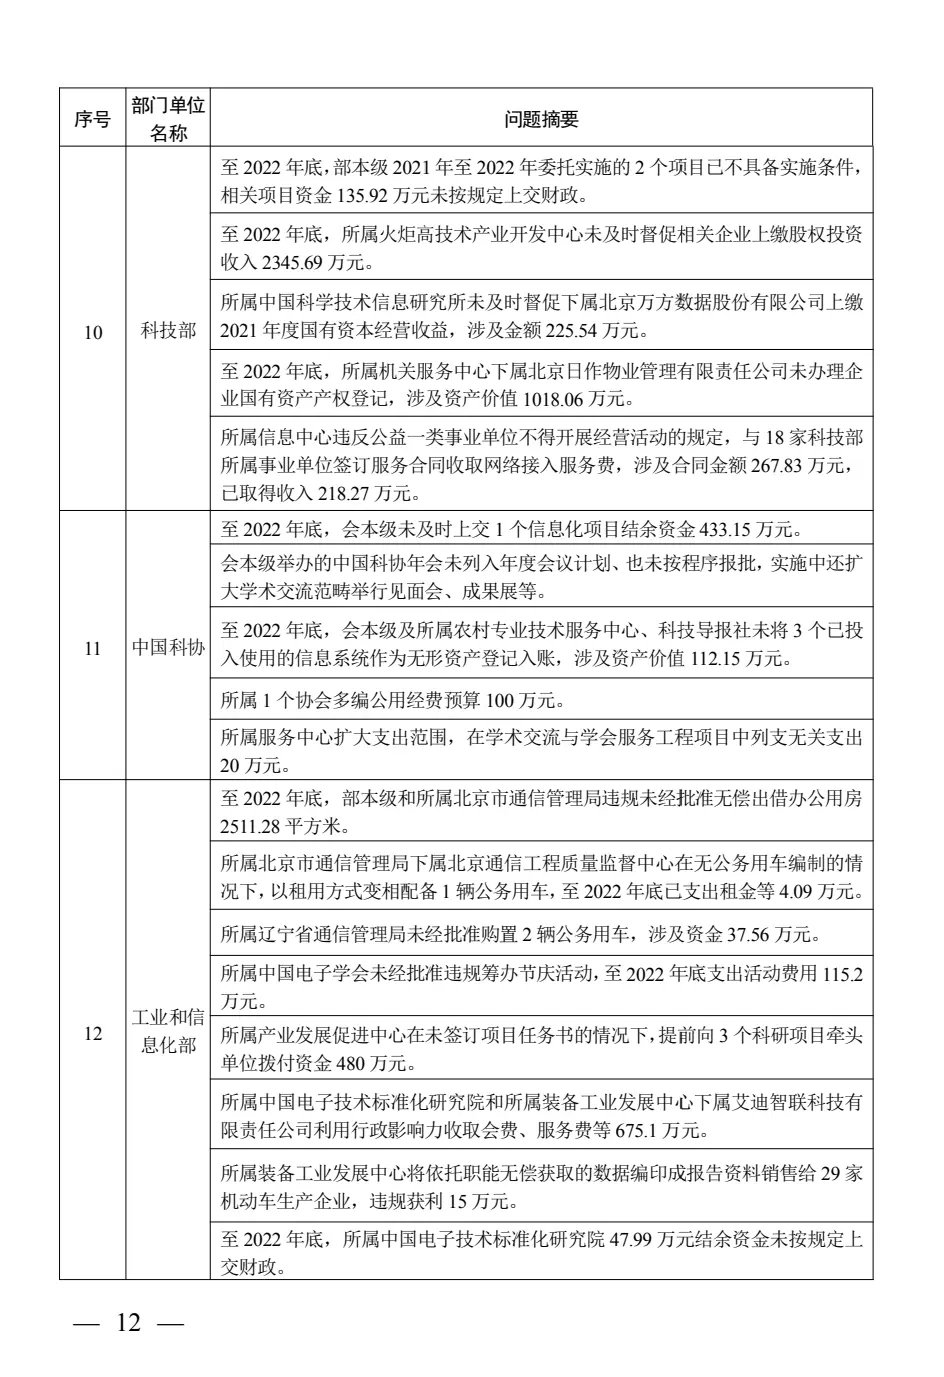 序号
部门单位
名称
问题摘要
10
科技部
至 2022 年底，部本级 2021 年至 2022 年委托实施的 2 个项目已不具备实施条件，
相关项目资金 135.92 万元未按规定上交财政。
至 2022 年底，所属火炬高技术产业开发中心未及时督促相关企业上缴股权投资
收入 2345.69 万元。
所属中国科学技术信息研究所未及时督促下属北京万方数据股份有限公司上缴
2021 年度国有资本经营收益，涉及金额 225.54 万元。
至 2022 年底，所属机关服务中心下属北京日作物业管理有限责任公司未办理企
业国有资产产权登记，涉及资产价值 1018.06 万元。
所属信息中心违反公益一类事业单位不得开展经营活动的规定，与 18 家科技部
所属事业单位签订服务合同收取网络接入服务费，涉及合同金额 267.83 万元，
已取得收入 218.27 万元。
11
中国科协
至 2022 年底，会本级未及时上交 1 个信息化项目结余资金 433.15 万元。
会本级举办的中国科协年会未列入年度会议计划、也未按程序报批，实施中还扩
大学术交流范畴举行见面会、成果展等。
至 2022 年底，会本级及所属农村专业技术服务中心、科技导报社未将 3 个已投
入使用的信息系统作为无形资产登记入账，涉及资产价值 112.15 万元。
所属 1 个协会多编公用经费预算 100 万元。
所属服务中心扩大支出范围，在学术交流与学会服务工程项目中列支无关支出
20 万元。
12
工业和信
息化部
至 2022 年底，部本级和所属北京市通信管理局违规未经批准无偿出借办公用房
2511.28 平方米。
所属北京市通信管理局下属北京通信工程质量监督中心在无公务用车编制的情
况下，以租用方式变相配备 1 辆公务用车，至 2022 年底已支出租金等 4.09 万元。
所属辽宁省通信管理局未经批准购置 2 辆公务用车，涉及资金 37.56 万元。
所属中国电子学会未经批准违规筹办节庆活动，至 2022 年底支出活动费用 115.2
万元。
所属产业发展促进中心在未签订项目任务书的情况下，提前向 3 个科研项目牵头
单位拨付资金 480 万元。
所属中国电子技术标准化研究院和所属装备工业发展中心下属艾迪智联科技有
限责任公司利用行政影响力收取会费、服务费等 675.1 万元。
所属装备工业发展中心将依托职能无偿获取的数据编印成报告资料销售给 29 家
机动车生产企业，违规获利 15 万元。
至 2022 年底，所属中国电子技术标准化研究院 47.99 万元结余资金未按规定上
交财政。
— 12 —